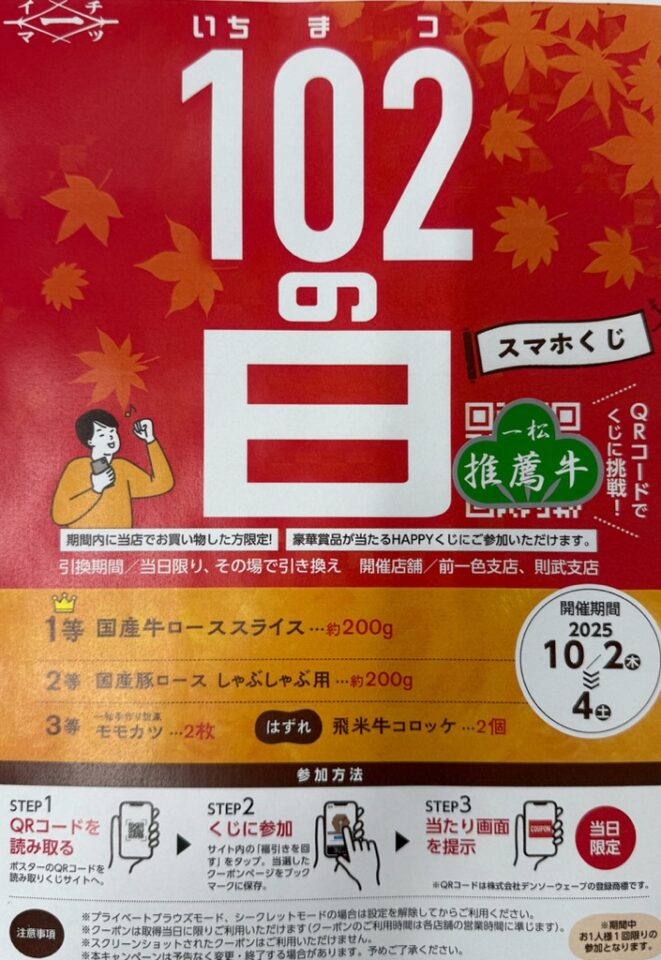 イチマツ
いちまつ
102
の
日
スマホくじ
QRコードで
くじに挑戦！
一松
推薦牛
期間内に当店でお買い物した方限定! 豪華賞品が当たるHAPPYくじにご参加いただけます。
引換期間／当日限り、その場で引き換え 開催店舗／前一色支店、則武支店
1等 国産牛ローススライス…約200g
2等 国産豚ロース しゃぶしゃぶ用…約200g
一松手作り惣菜
3等 モモカツ…2枚 はずれ 飛米牛コロッケ…2個
開催期間
2025
10／2木
4土
参加方法
STEP1
QRコードを
読み取る
ポスターのQRコードを
読み取りくじサイトへ。
STEP2
くじに参加
サイト内の「福引きを回
す」をタップ。当選した
クーポンページをブック
マークに保存。
STEP3
当たり画面
を提示
COUPON
当日
限定
※QRコードは株式会社デンソーウェーブの登録商標です。
注意事項
※プライベートブラウズモード、シークレットモードの場合は設定を解除してからご利用ください。
※クーポンは取得当日に限りご利用いただけます(クーポンのご利用時間は各店舗の営業時間に準じます)。
※スクリーンショットされたクーポンはご利用いただけません。
※本キャンペーンは予告なく変更・終了する場合があります。予めご了承ください。
※期間中
お1人様1回限りの
参加となります。